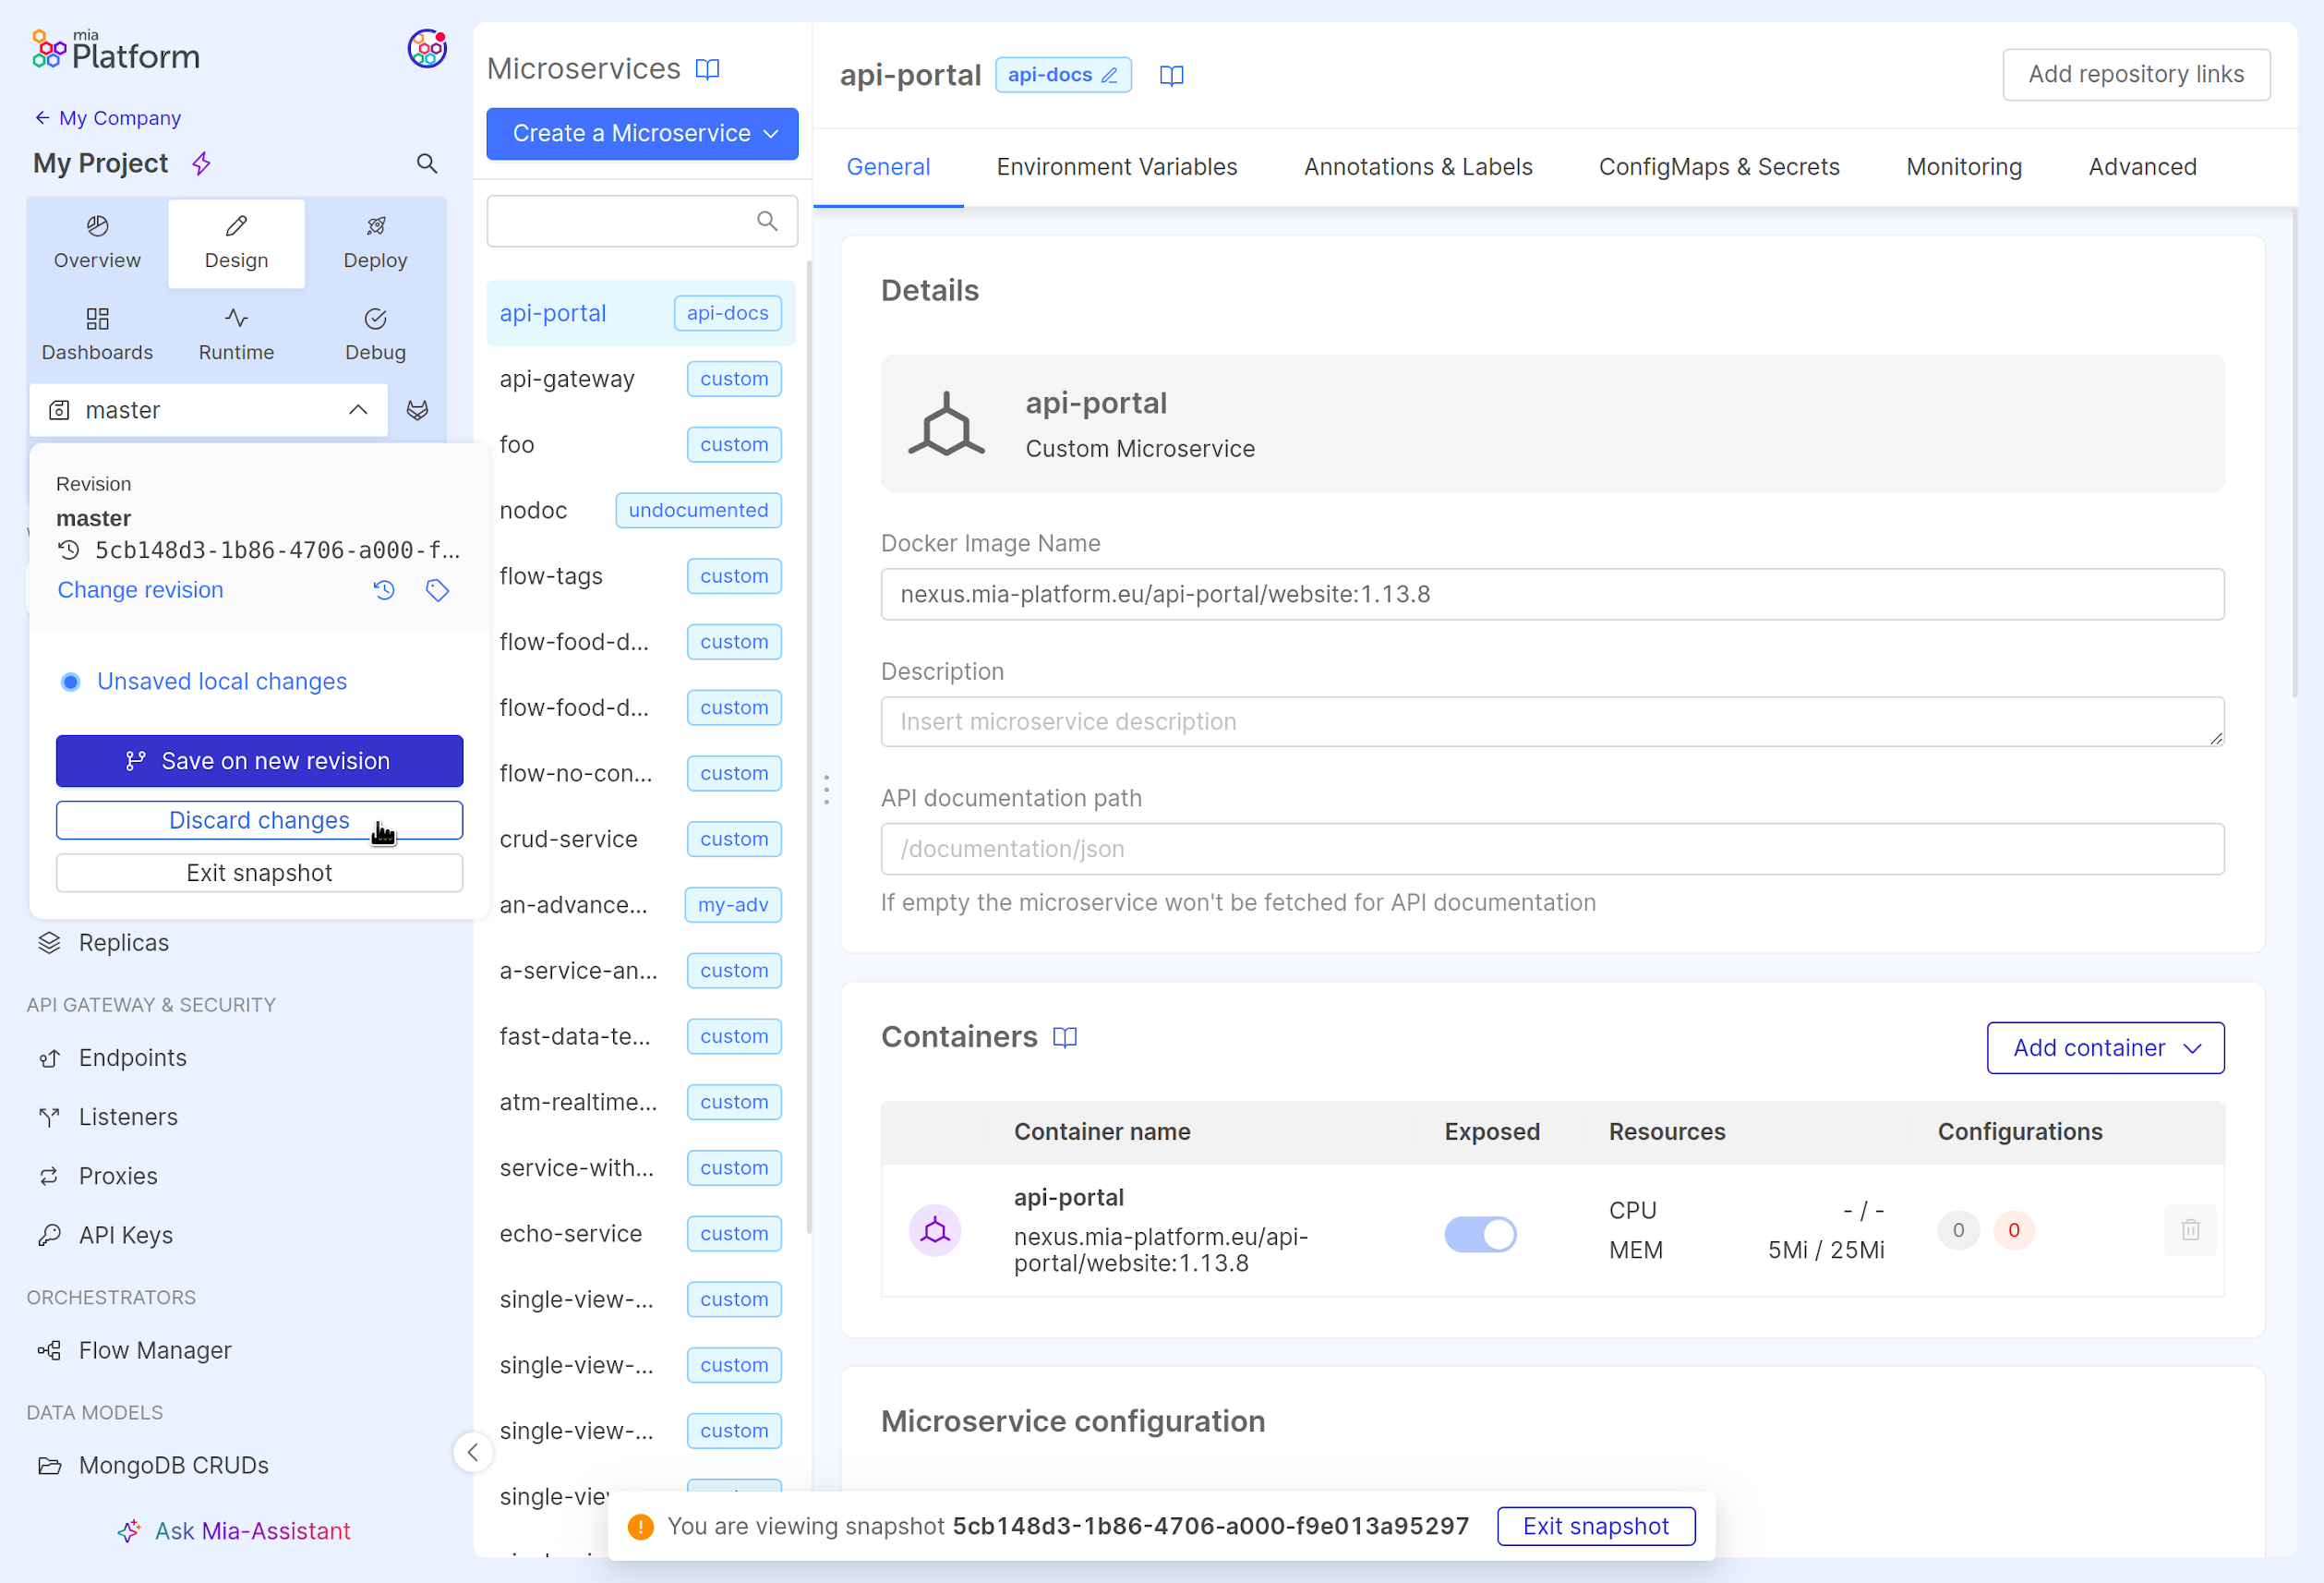 mia
Platform
My Company
My Project
Overview
Design
Deploy
Dashboards
Runtime
Debug
master
Revision
master
5cb148d3-1b86-4706-a000-f...
Change revision
Unsaved local changes
Save on new revision
Discard changes
Exit snapshot
Replicas
API GATEWAY & SECURITY
Endpoints
Listeners
Proxies
API Keys
ORCHESTRATORS
Flow Manager
DATA MODELS
MongoDB CRUDs
Ask Mia-Assistant
Microservices
Create a Microservice
api-portal api-docs
api-gateway custom
foo custom
nodoc undocumented
flow-tags custom
flow-food-d... custom
flow-food-d... custom
flow-no-con... custom
crud-service custom
an-advance... my-adv
a-service-an... custom
fast-data-te... custom
atm-realtime... custom
service-with... custom
echo-service custom
single-view-... custom
single-view-... custom
single-view-... custom
api-portal api-docs
Add repository links
General Environment Variables Annotations & Labels ConfigMaps & Secrets Monitoring Advanced
Details
api-portal
Custom Microservice
Docker Image Name
nexus.mia-platform.eu/api-portal/website:1.13.8
Description
Insert microservice description
API documentation path
/documentation/json
If empty the microservice won't be fetched for API documentation
Containers
Add container
Container name Exposed Resources Configurations
api-portal
nexus.mia-platform.eu/api-
portal/website:1.13.8
CPU - / -
MEM 5Mi / 25Mi
0 0
Microservice configuration
You are viewing snapshot 5cb148d3-1b86-4706-a000-f9e013a95297 Exit snapshot